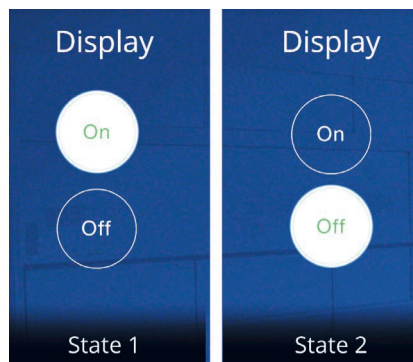 Display
On
Off
State 1
Display
On
Off
State 2